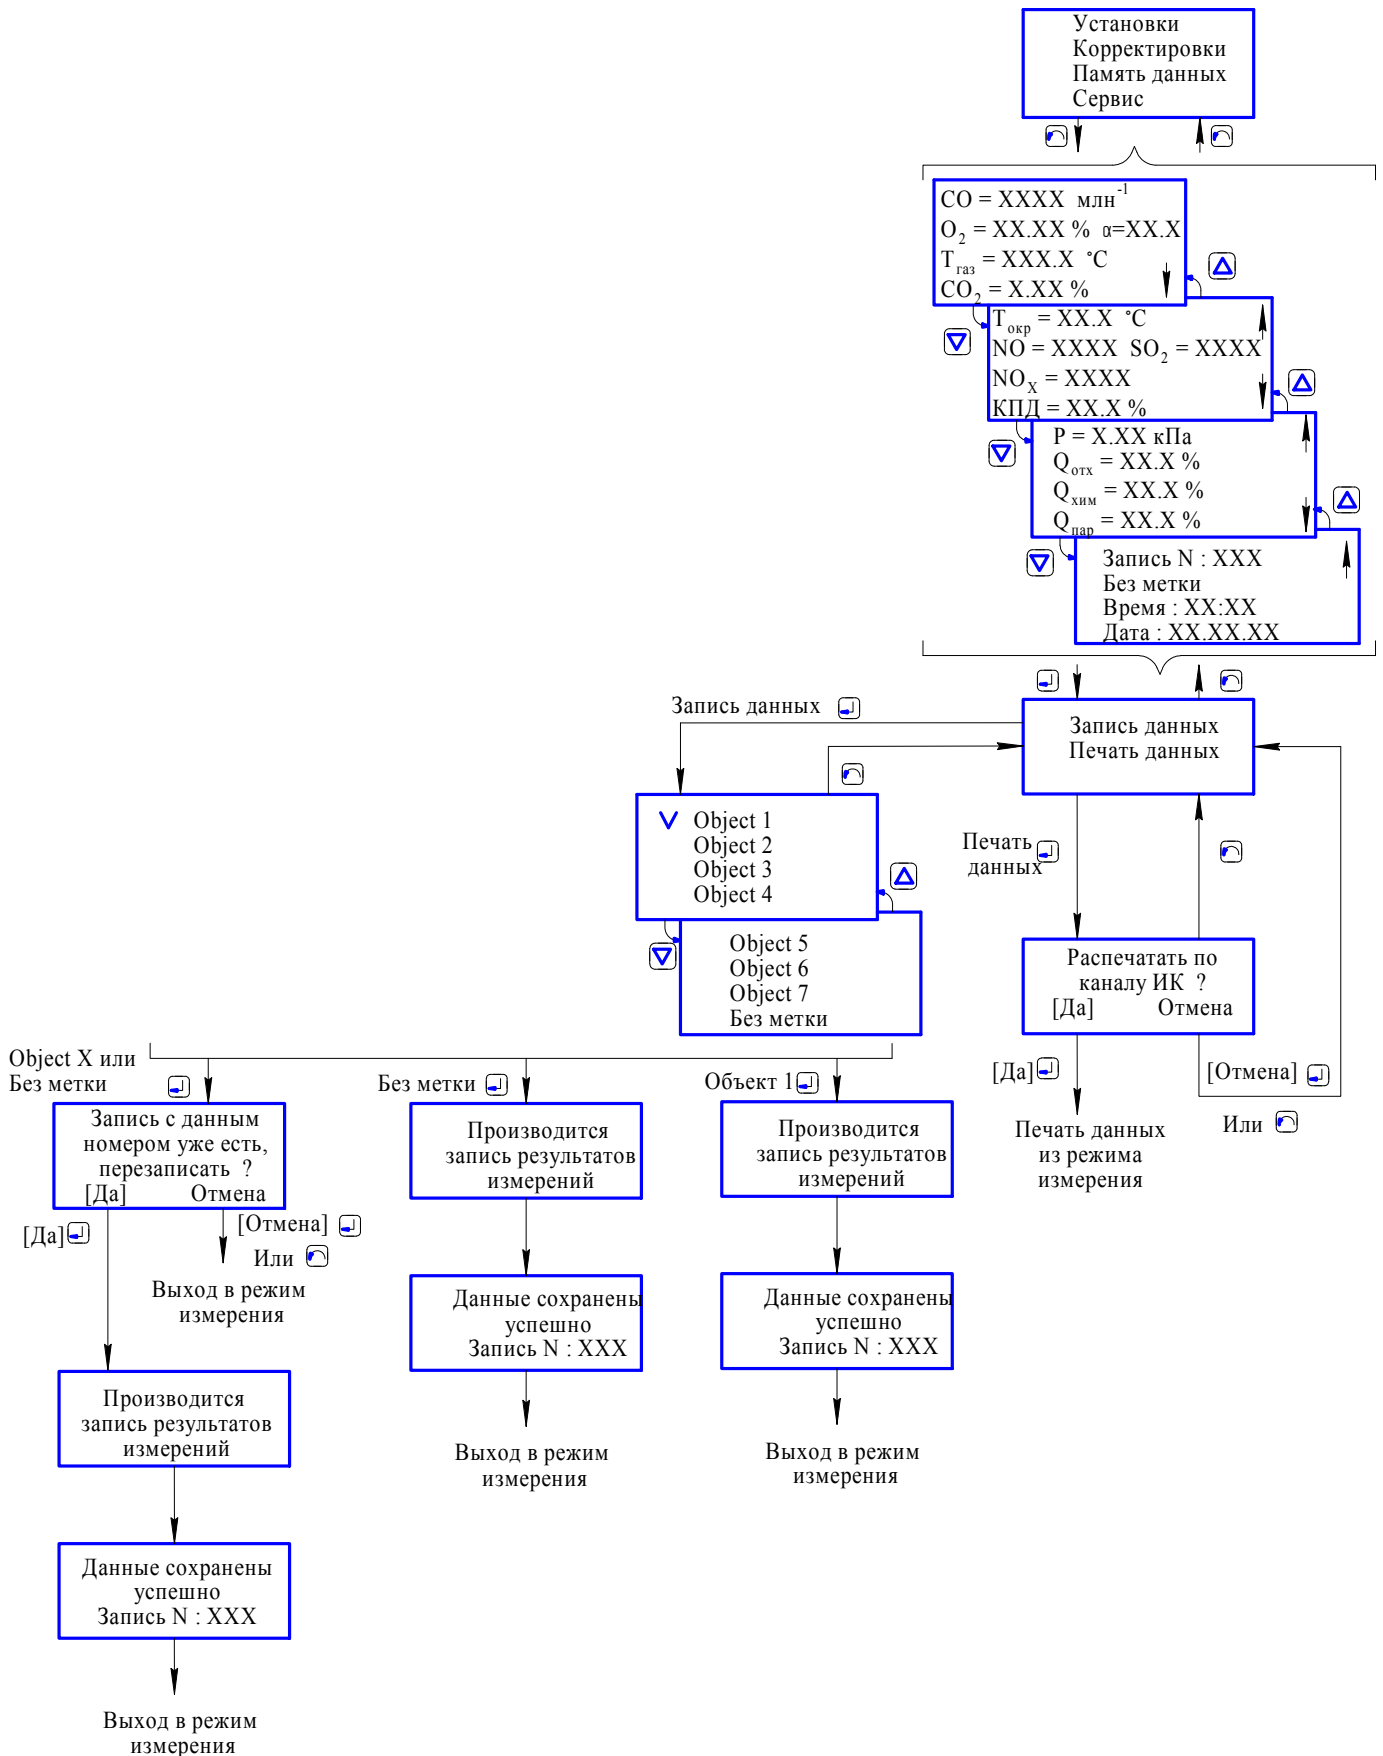 Установки
Корректировки
Память данных
Сервис
CO = XXXX млн⁻¹
O₂ = XX.XX % α=XX.X
T газ = XXX.X °C
CO₂ = X.XX %
T окр = XX.X °C
NO = XXXX SO₂ = XXXX
NOX = XXXX
КПД = XX.X %
P = X.XX кПа
Q отх = XX.X %
Q хим = XX.X %
Q пар = XX.X %
Запись N : XXX
Без метки
Время : XX:XX
Дата : XX.XX.XX
Запись данных
Запись данных
Печать данных
Object 1
Object 2
Object 3
Object 4
Печать
данных
Object 5
Object 6
Object 7
Без метки
Распечатать по
каналу ИК ?
[Да] Отмена
Object X или
Без метки
Без метки
Объект 1
[Да]
[Отмена]
Или
Запись с данным
номером уже есть,
перезаписать ?
[Да] Отмена
Производится
запись результатов
измерений
Производится
запись результатов
измерений
Печать данных
из режима
измерения
[Да]
[Отмена]
Или
Выход в режим
измерения
Данные сохранены
успешно
Запись N : XXX
Данные сохранены
успешно
Запись N : XXX
Производится
запись результатов
измерений
Выход в режим
измерения
Выход в режим
измерения
Данные сохранены
успешно
Запись N : XXX
Выход в режим
измерения